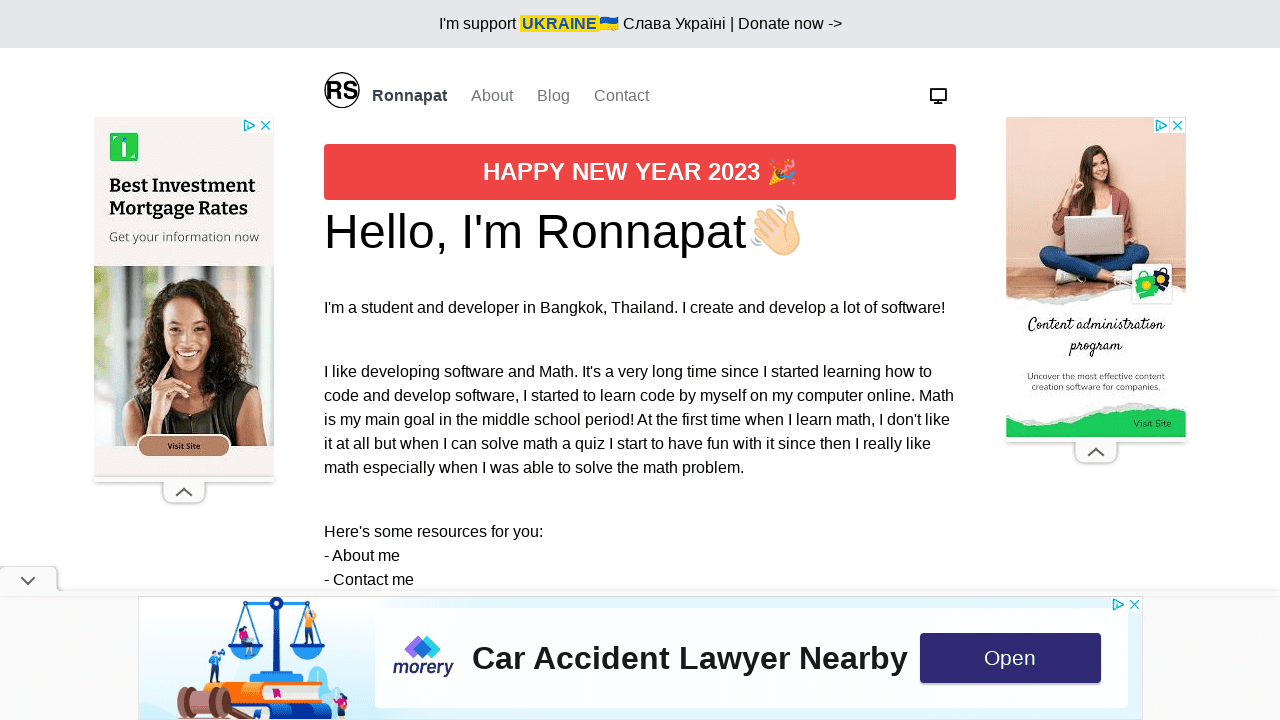 I'm support UKRAINE🇺🇦 Слава Україні | Donate now ->
RS
Ronnapat About Blog Contact
HAPPY NEW YEAR 2023 🎉
Hello, I'm Ronnapat👋🏻
I'm a student and developer in Bangkok, Thailand. I create and develop a lot of software!
I like developing software and Math. It's a very long time since I started learning how to
code and develop software, I started to learn code by myself on my computer online. Math
is my main goal in the middle school period! At the first time when I learn math, I don't like
it at all but when I can solve math a quiz I start to have fun with it since then I really like
math especially when I was able to solve the math problem.
Here's some resources for you:
- About me
- Contact me
Best Investment
Mortgage Rates
Get your information now
Visit Site
Content administration
program
Uncover the most effective content
creation software for companies.
Visit Site
morery
Car Accident Lawyer Nearby
Open